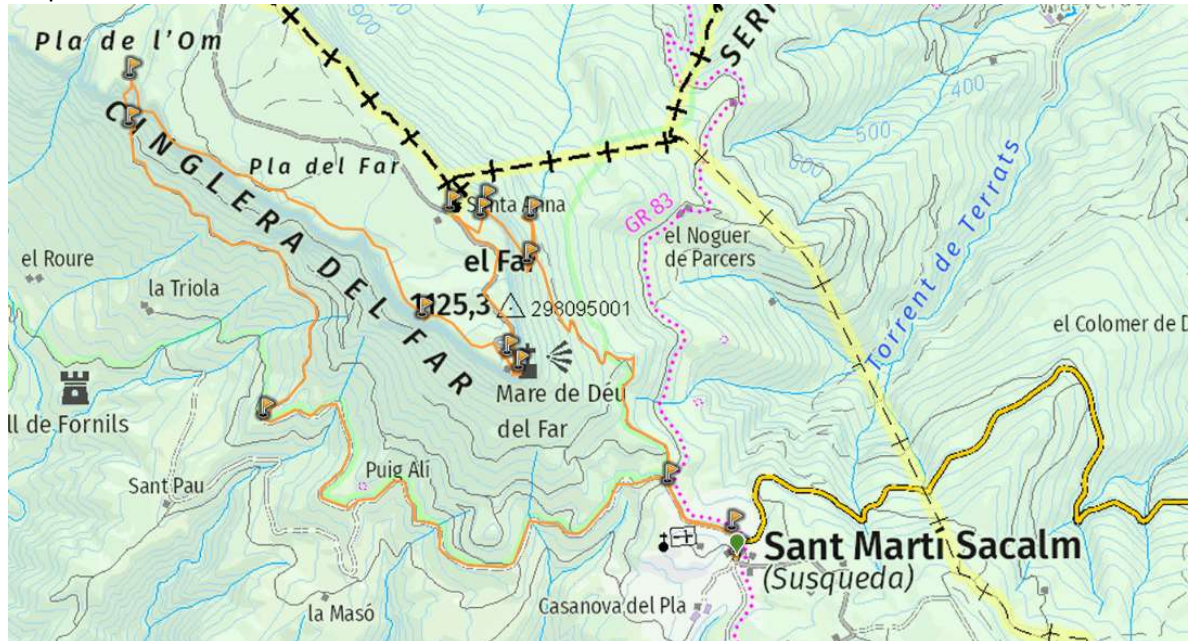 900
Pla de l'Om
SERI
400
500
600
CINGLERA DEL FAR
Pla del Far
Santa Anna
GR 83
Torrent de Terrats
el Noguer
de Parcers
el Far
el Roure
la Triola
1125,3
298095001
el Colomer de D
Mare de Déu
del Far
ll de Fornils
Puig Alí
Sant Pau
Sant Martí Sacalm
(Susqueda)
la Masó
Casanova del Pla